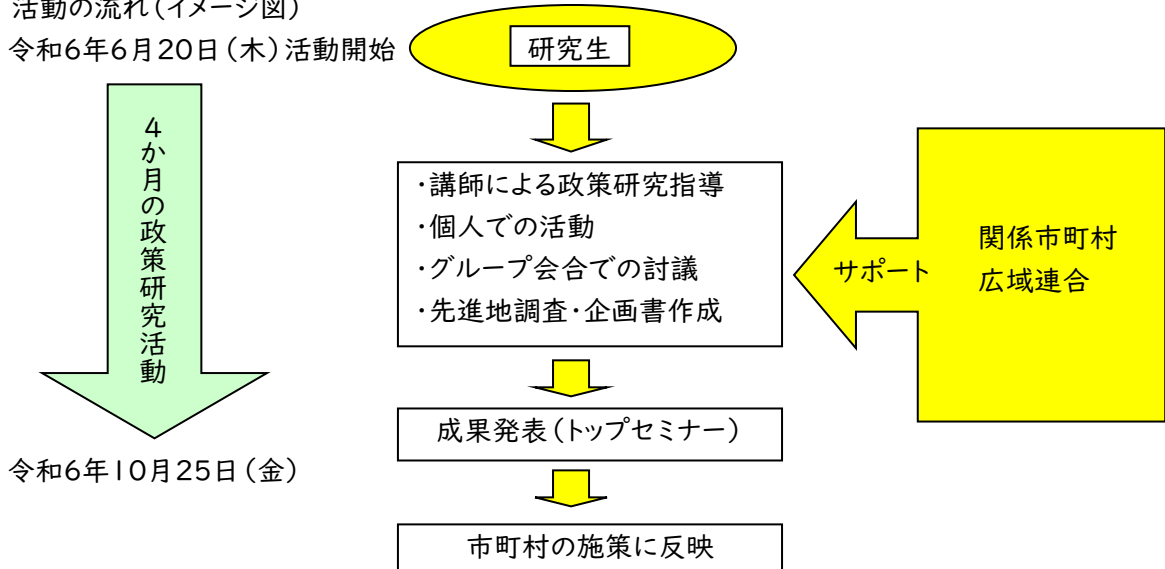 活動の流れ（イメージ図）
令和6年6月20日（木）活動開始
研究生
4か月の政策研究活動
・講師による政策研究指導
・個人での活動
・グループ会合での討議
・先進地調査・企画書作成
サポート
関係市町村
広域連合
成果発表（トップセミナー）
令和6年10月25日（金）
市町村の施策に反映